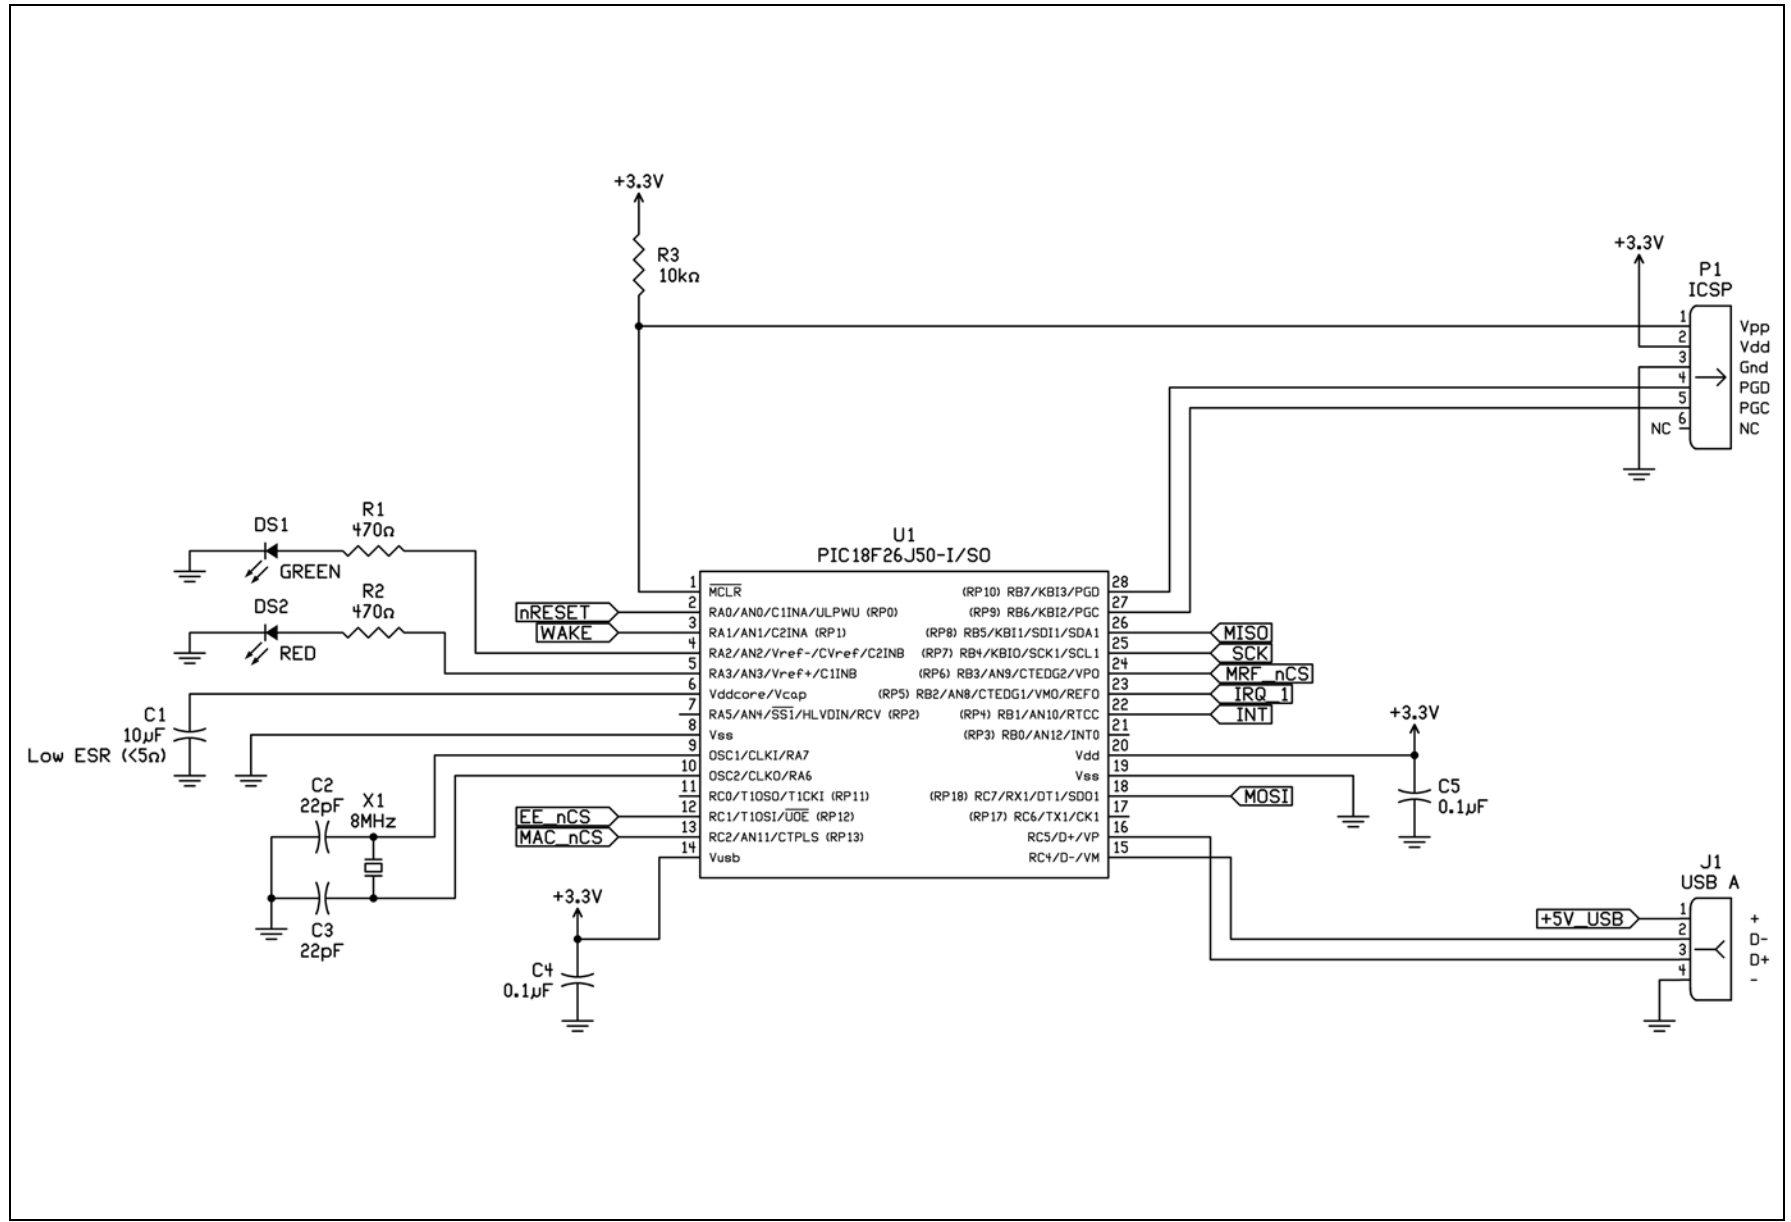 +3.3V
R3
10kΩ
+3.3V
P1
ICSP
1 Vpp
2 Vdd
3 Gnd
4 PGD
5 PGC
NC 6 NC
R1
470Ω
DS1
GREEN
R2
470Ω
DS2
RED
C1
10µF
Low ESR (<5Ω)
C2
22pF
X1
8MHz
C3
22pF
U1
PIC18F26J50-I/SO
1 MCLR
nRESET 2 RA0/AN0/C1INA/ULPWU (RP0)
WAKE 3 RA1/AN1/C2INA (RP1)
4 RA2/AN2/Vref-/CVref/C2INB
5 RA3/AN3/Vref+/C1INB
6 Vddcore/Vcap
7 RA5/AN4/SS1/HLVDIN/RCV (RP2)
8 Vss
9 OSC1/CLKI/RA7
10 OSC2/CLKO/RA6
11 RC0/T1OSO/T1CKI (RP11)
EE_nCS 12 RC1/T1OSI/UOE (RP12)
MAC_nCS 13 RC2/AN11/CTPLS (RP13)
14 Vusb
(RP10) RB7/KBI3/PGD 28
(RP9) RB6/KBI2/PGC 27
(RP8) RB5/KBI1/SDI1/SDA1 26 MISO
(RP7) RB4/KBI0/SCK1/SCL1 25 SCK
(RP6) RB3/AN9/CTEDG2/VPO 24 MRF_nCS
(RP5) RB2/AN8/CTEDG1/VMO/REFO 23 IRQ_1
(RP4) RB1/AN10/RTCC 22 INT
(RP3) RB0/AN12/INT0 21
Vdd 20
Vss 19
(RP18) RC7/RX1/DT1/SDO1 18 MOSI
(RP17) RC6/TX1/CK1 17
RC5/D+/VP 16
RC4/D-/VM 15
+3.3V
C4
0.1µF
+3.3V
C5
0.1µF
J1
USB A
+5V_USB 1 +
2 D-
3 D+
4 -